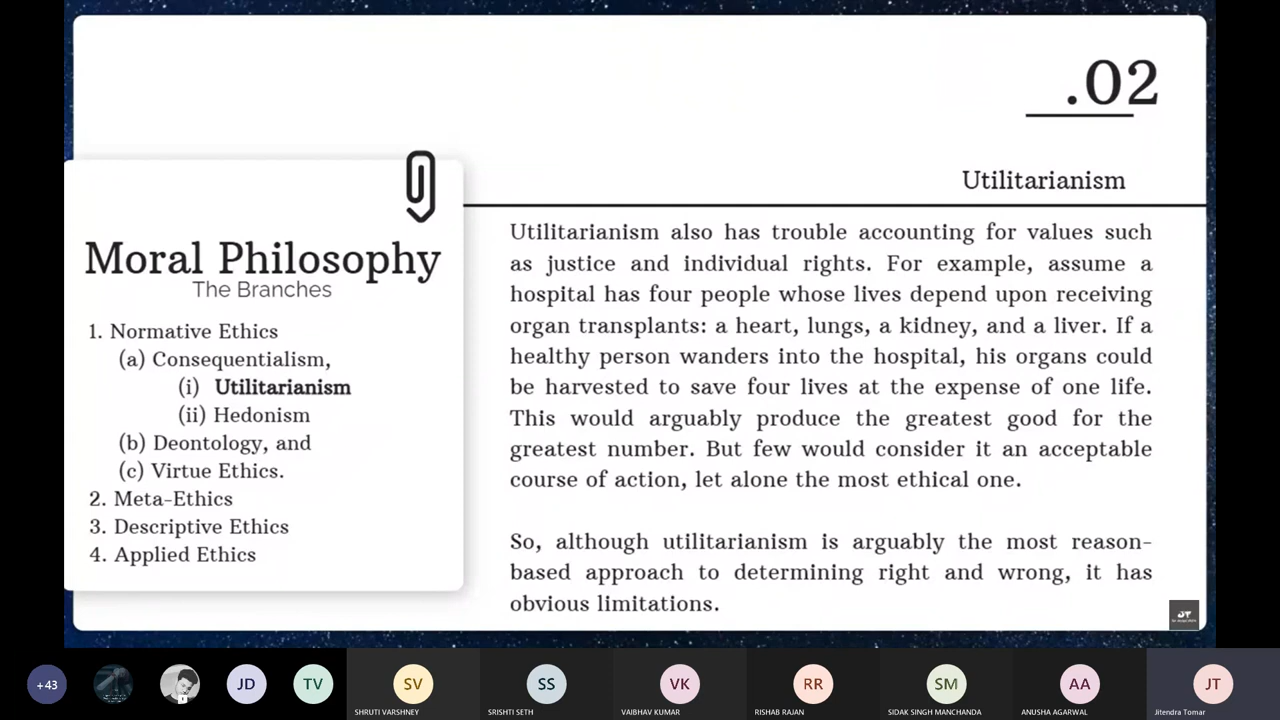 .02
Utilitarianism
Moral Philosophy
The Branches
1. Normative Ethics
(a) Consequentialism,
(i) Utilitarianism
(ii) Hedonism
(b) Deontology, and
(c) Virtue Ethics.
2. Meta-Ethics
3. Descriptive Ethics
4. Applied Ethics
Utilitarianism also has trouble accounting for values such
as justice and individual rights. For example, assume a
hospital has four people whose lives depend upon receiving
organ transplants: a heart, lungs, a kidney, and a liver. If a
healthy person wanders into the hospital, his organs could
be harvested to save four lives at the expense of one life.
This would arguably produce the greatest good for the
greatest number. But few would consider it an acceptable
course of action, let alone the most ethical one.
So, although utilitarianism is arguably the most reason-
based approach to determining right and wrong, it has
obvious limitations.
JT
+43
JD
TV
SV
SS
VK
RR
SM
AA
JT
SHRUTI VARSHNEY
SRISHTI SETH
VAIBHAV KUMAR
RISHAB RAJAN
SIDAK SINGH MANCHANDA
ANUSHA AGARWAL
Jitendra Tomar